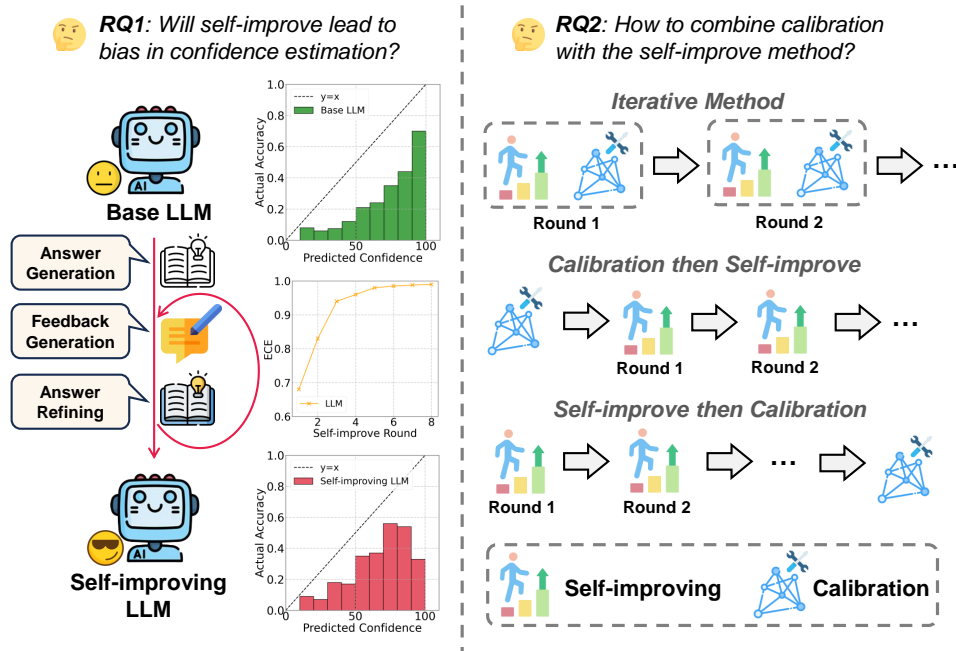 RQ1: Will self-improve lead to
bias in confidence estimation?
AI
Base LLM
Answer
Generation
Feedback
Generation
Answer
Refining
AI
Self-improving
LLM
1.0
0.8
0.6
0.4
0.2
0.0
Actual Accuracy
y=x
Base LLM
0
50
100
Predicted Confidence
1.0
0.9
0.8
0.7
0.6
ECE
LLM
2
4
6
8
Self-improve Round
1.0
0.8
0.6
0.4
0.2
0.0
Actual Accuracy
y=x
Self-improving LLM
0
50
100
Predicted Confidence
RQ2: How to combine calibration
with the self-improve method?
Iterative Method
Round 1
Round 2
...
Calibration then Self-improve
Round 1
Round 2
...
Self-improve then Calibration
Round 1
Round 2
...
Self-improving
Calibration